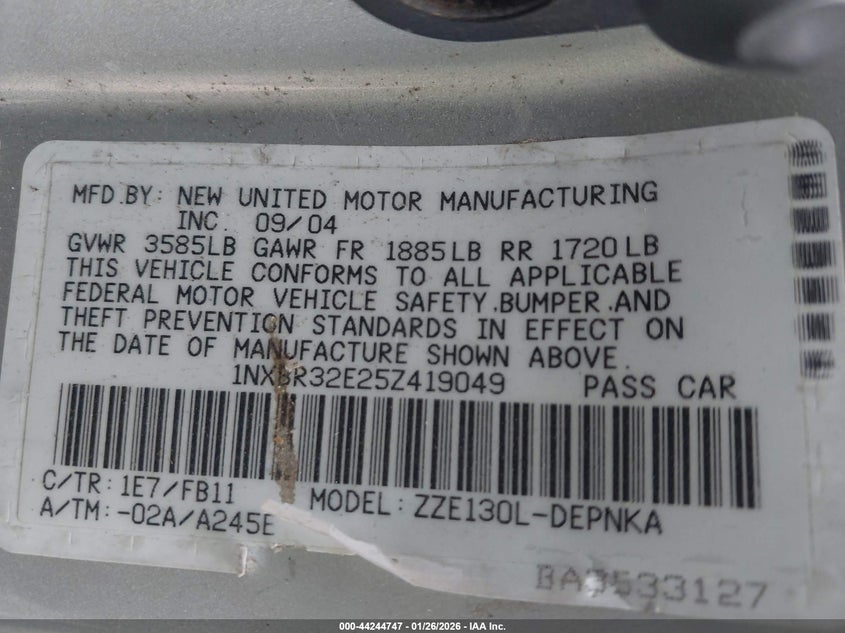 MFD.BY: NEW UNITED MOTOR MANUFACTURING
INC. 09/04
GVWR 3585LB GAWR FR 1885LB RR 1720LB
THIS VEHICLE CONFORMS TO ALL APPLICABLE
FEDERAL MOTOR VEHICLE SAFETY,BUMPER,AND
THEFT PREVENTION STANDARDS IN EFFECT ON
THE DATE OF MANUFACTURE SHOWN ABOVE.
1NXBR32E25Z419049 PASS CAR
C/TR: 1E7/FB11
A/TM:-02A/A245E MODEL: ZZE130L-DEPNKA
BA3533127
000-44244747 - 01/26/2026 - IAA Inc.